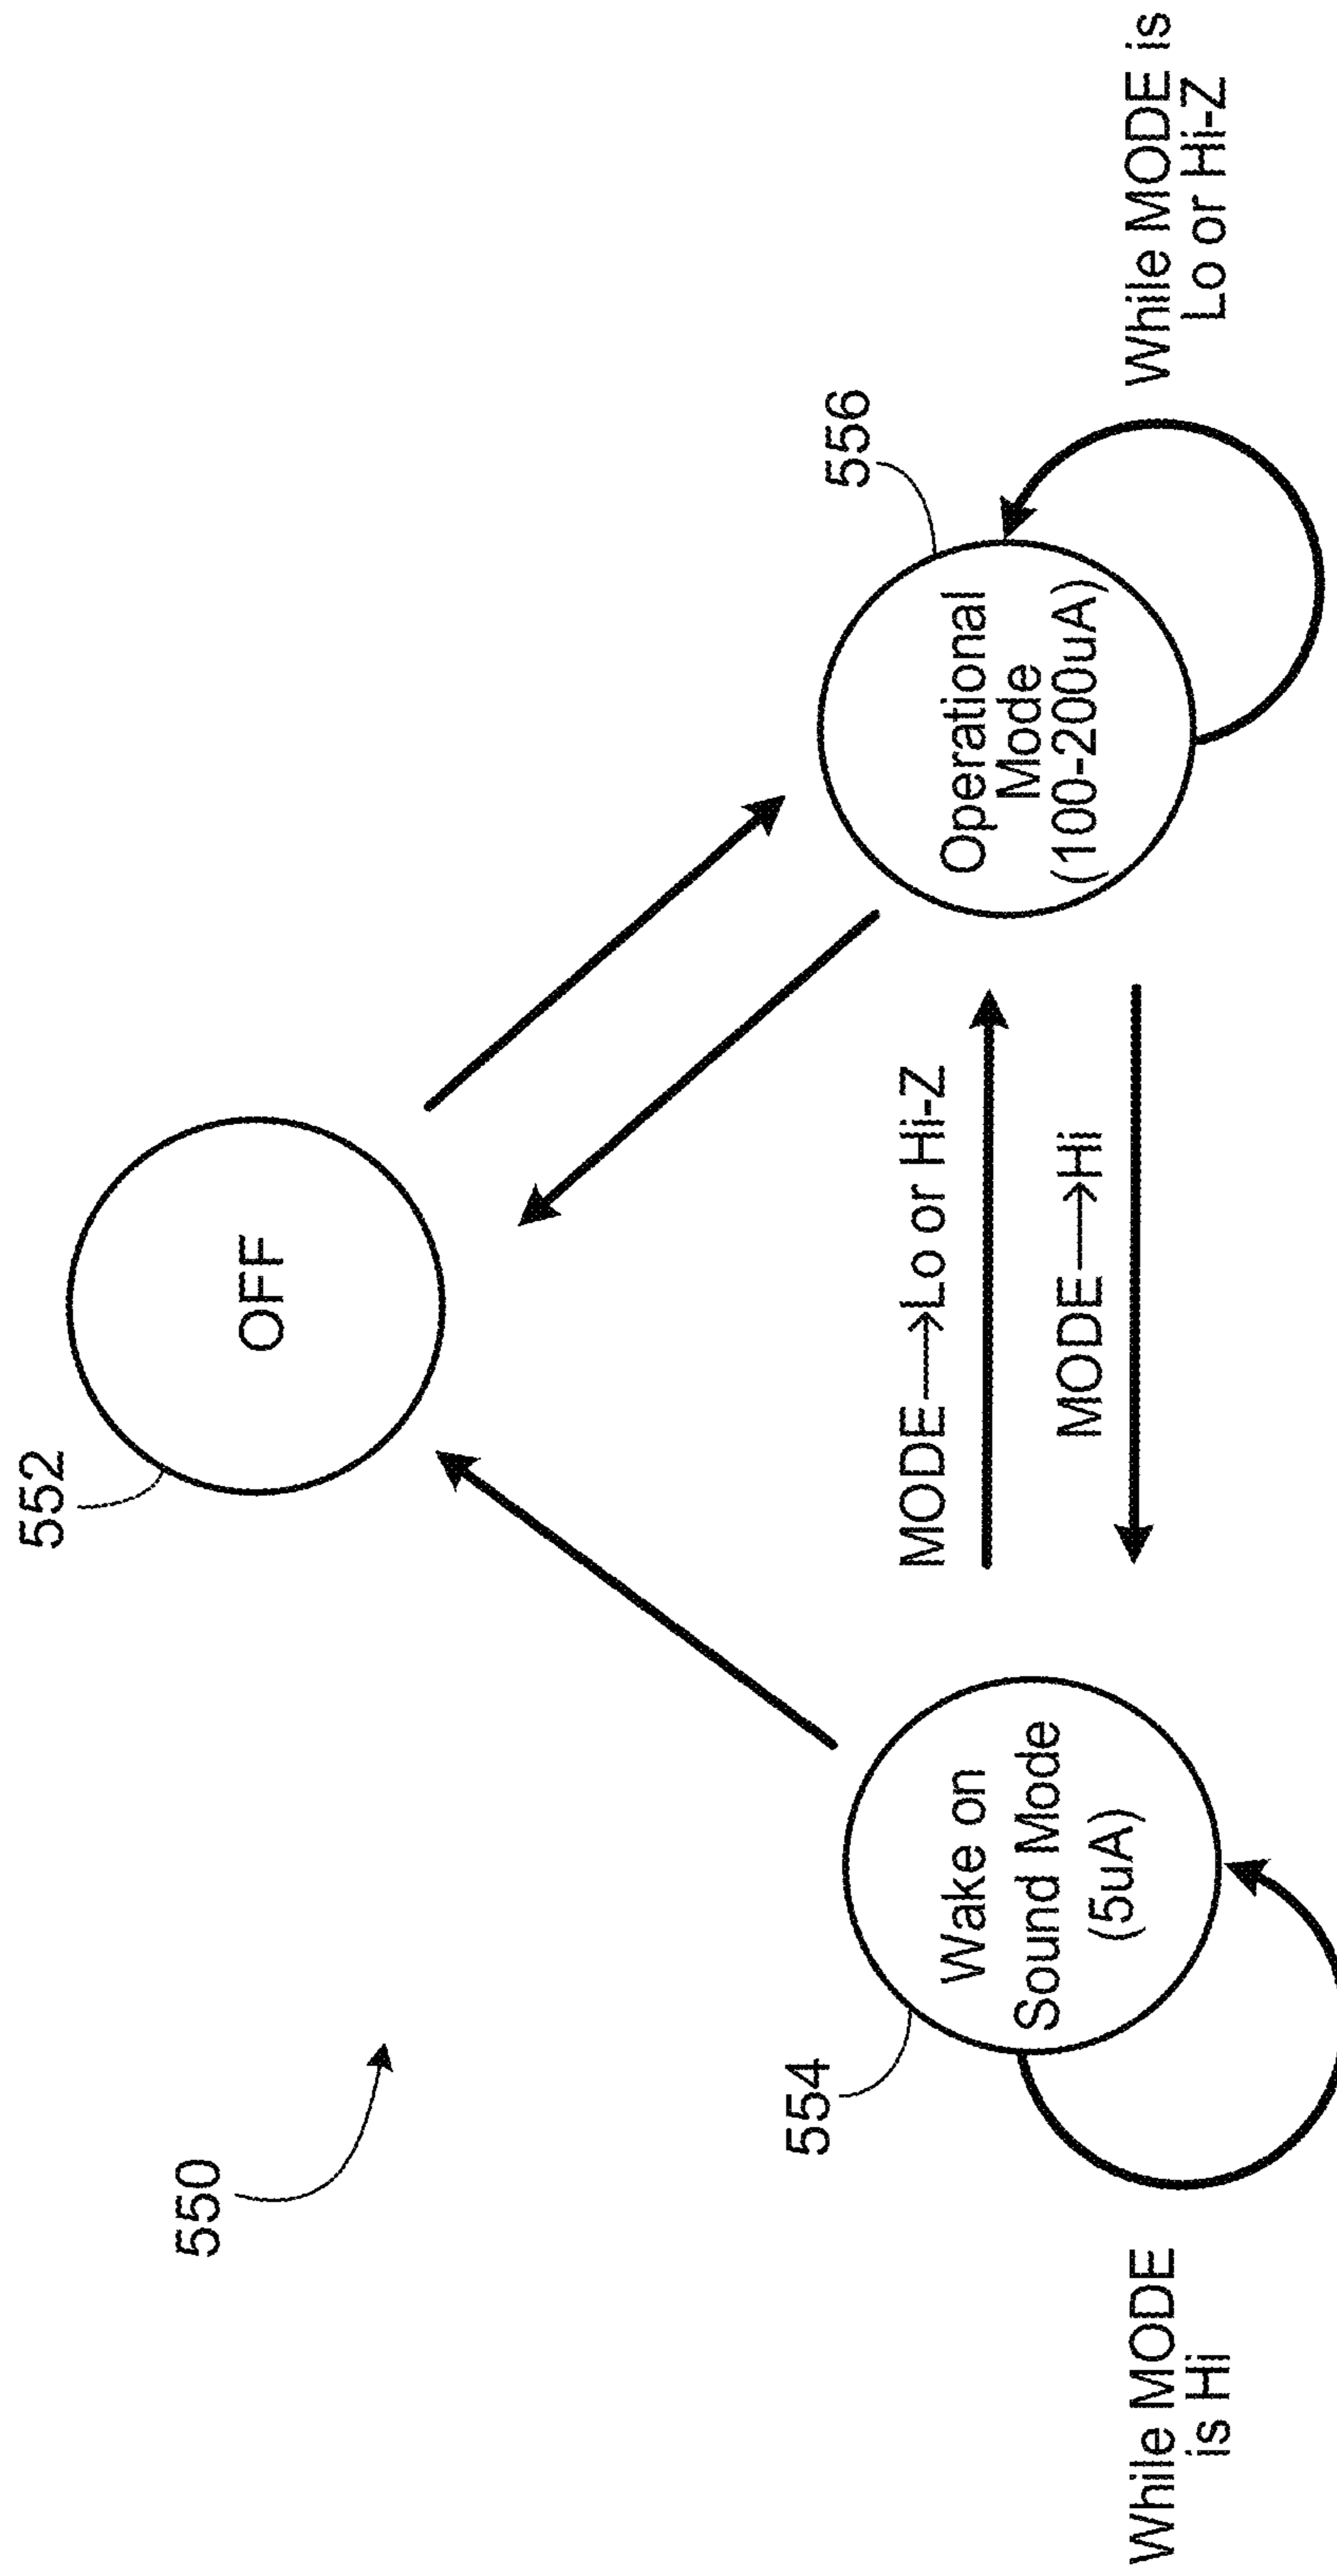 550
552
OFF
554
Wake on
Sound Mode
(5uA)
While MODE
is Hi
MODE→Lo or Hi-Z
MODE→Hi
556
Operational
Mode
(100-200uA)
While MODE is
Lo or Hi-Z